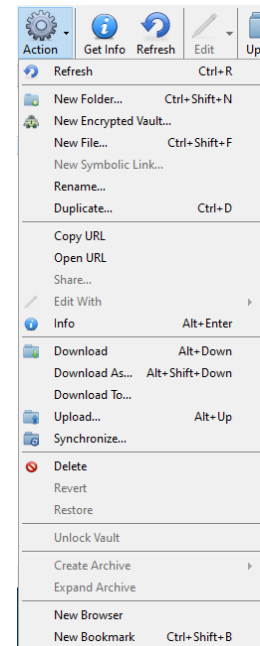 Action Get Info Refresh Edit Up
Refresh Ctrl+R
New Folder... Ctrl+Shift+N
New Encrypted Vault...
New File... Ctrl+Shift+F
New Symbolic Link...
Rename...
Duplicate... Ctrl+D
Copy URL
Open URL
Share...
Edit With
Info Alt+Enter
Download Alt+Down
Download As... Alt+Shift+Down
Download To...
Upload... Alt+Up
Synchronize...
Delete
Revert
Restore
Unlock Vault
Create Archive
Expand Archive
New Browser
New Bookmark Ctrl+Shift+B